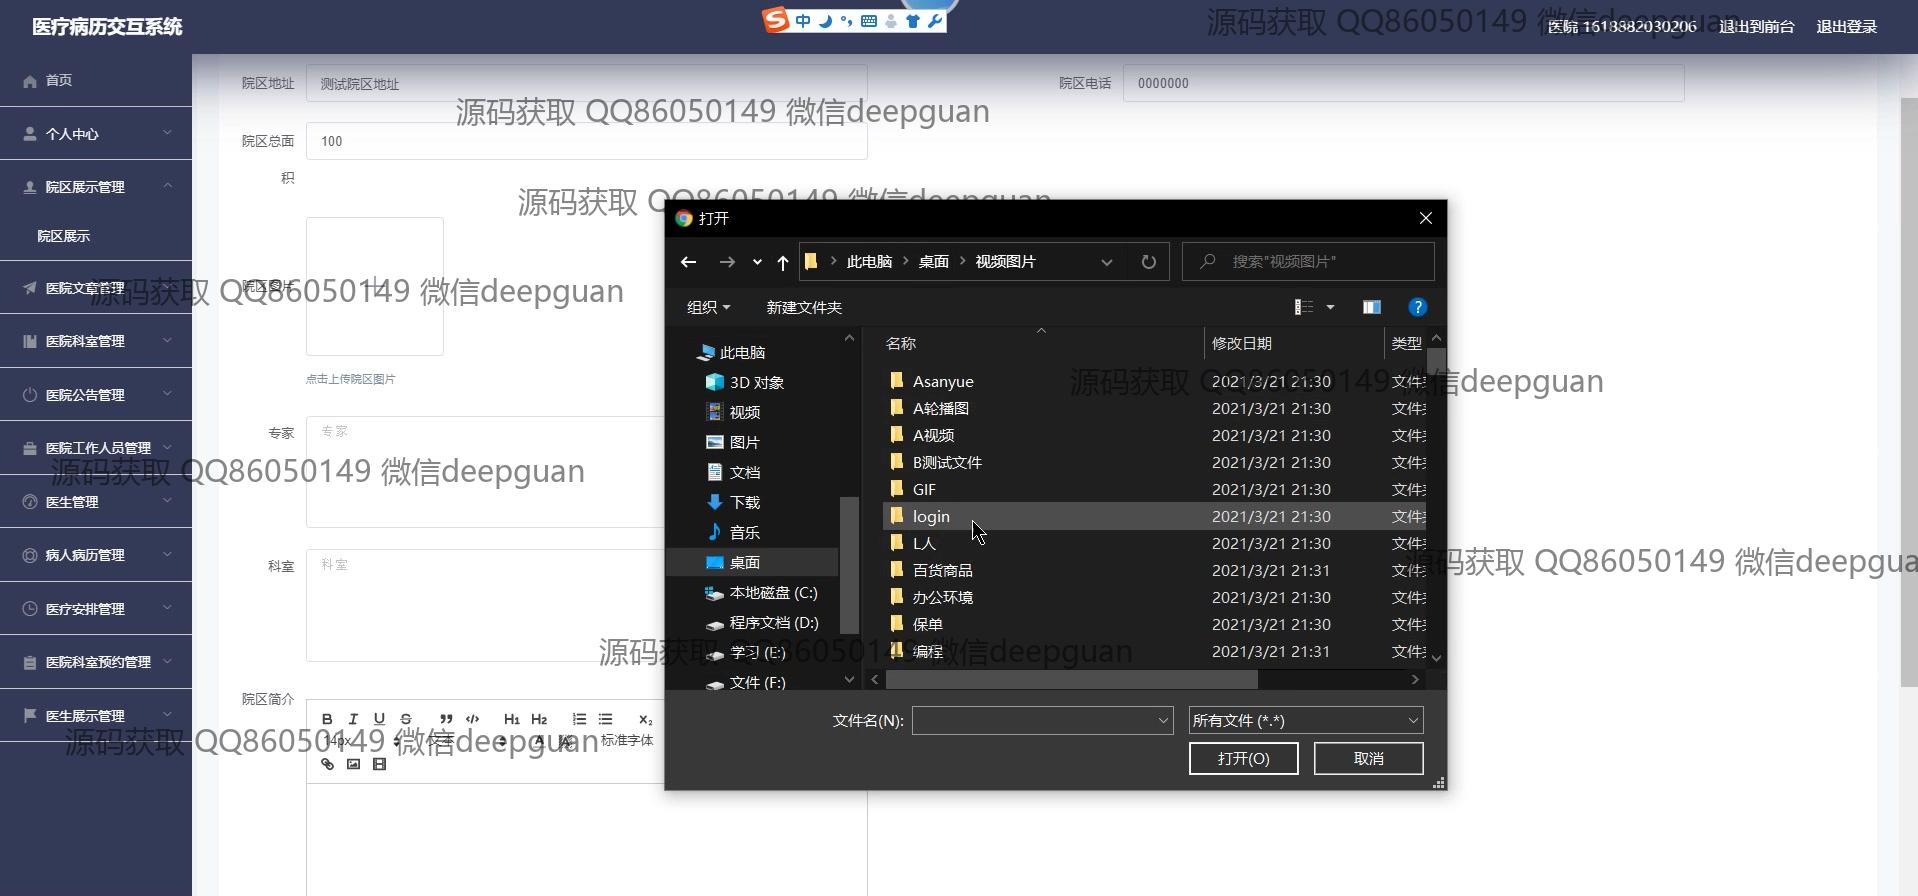 医疗病历交互系统
中
医院 1618882030206 退出到前台 退出登录
源码获取 QQ86050149 微信deepguan
首页
个人中心
院区展示管理
院区展示
医院文章管理
医院科室管理
医院公告管理
医院工作人员管理
医生管理
病人病历管理
医疗安排管理
医院科室预约管理
医生展示管理
院区地址 测试院区地址
院区电话 0000000
源码获取 QQ86050149 微信deepguan
院区总面积 100
源码获取 QQ86050149 微信deepguan
院区图片
源码获取 QQ86050149 微信deepguan
点击上传院区图片
专家 专家
源码获取 QQ86050149 微信deepguan
科室 科室
院区简介
B I U S H1 H2 X₂
14px 文本 A 标准字体
源码获取 QQ86050149 微信deepguan
打开
此电脑 桌面 视频图片
搜索"视频图片"
组织 新建文件夹
此电脑
3D 对象
视频
图片
文档
下载
音乐
桌面
本地磁盘 (C:)
程序文档 (D:)
学习 (E:)
文件 (F:)
名称 修改日期 类型
Asanyue 2021/3/21 21:30 文件
A轮播图 2021/3/21 21:30 文件
A视频 2021/3/21 21:30 文件
B测试文件 2021/3/21 21:30 文件
GIF 2021/3/21 21:30 文件
login 2021/3/21 21:30 文件
L人 2021/3/21 21:30 文件
百货商品 2021/3/21 21:31 文件
办公环境 2021/3/21 21:30 文件
保单 2021/3/21 21:30 文件
编程 2021/3/21 21:31 文件
源码获取 QQ86050149 微信deepguan
源码获取 QQ86050149 微信deepgua
源码获取 QQ86050149 微信deepguan
文件名(N):
所有文件 (*.*)
打开(O) 取消